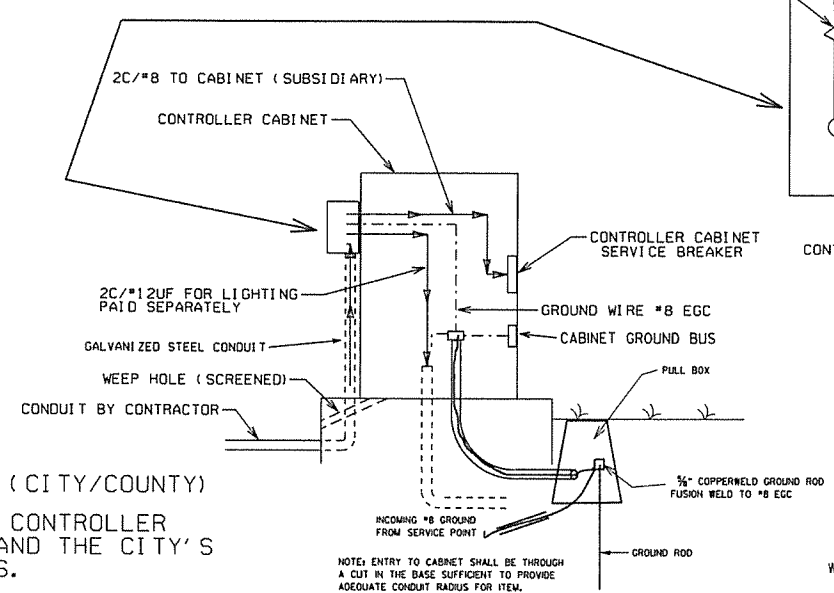 2C/#8 TO CABINET (SUBSIDIARY)
CONTROLLER CABINET
CONTROLLER CABINET
SERVICE BREAKER
CONT
2C/#12UF FOR LIGHTING
PAID SEPARATELY
GROUND WIRE #8 EGC
CABINET GROUND BUS
GALVANIZED STEEL CONDUIT
WEEP HOLE (SCREENED)
PULL BOX
CONDUIT BY CONTRACTOR
(CITY/COUNTY)
CONTROLLER
AND THE CITY'S
S.
⅝" COPPERWELD GROUND ROD
FUSION WELD TO #8 EGC
INCOMING #8 GROUND
FROM SERVICE POINT
GROUND ROD
NOTE: ENTRY TO CABINET SHALL BE THROUGH
A CUT IN THE BASE SUFFICIENT TO PROVIDE
ADEQUATE CONDUIT RADIUS FOR ITEM.
W